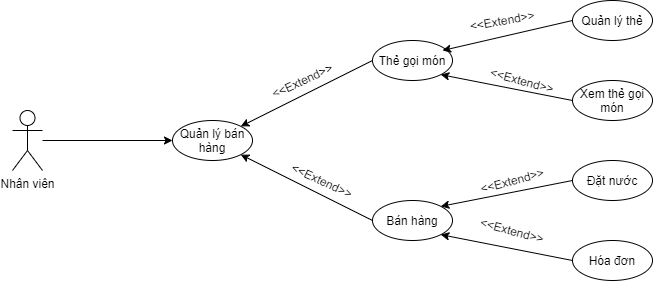 <<Extend>>
Quản lý thẻ
Thẻ gọi món
<<Extend>>
<<Extend>>
Xem thẻ gọi
món
Quản lý bán
hàng
Nhân viên
<<Extend>>
<<Extend>>
Đặt nước
Bán hàng
<<Extend>>
Hóa đơn